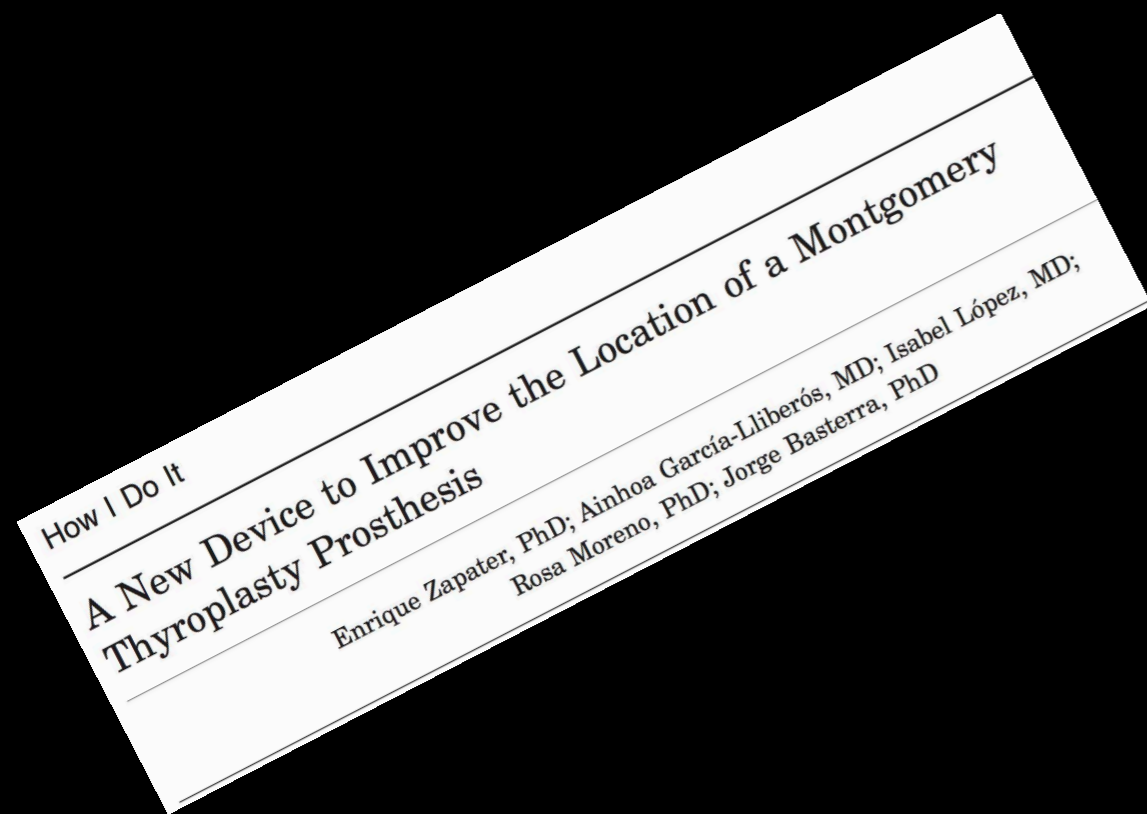 How I Do It
A New Device to Improve the Location of a Montgomery
Thyroplasty Prosthesis
Enrique Zapater, PhD; Ainhoa García-Lliberós, MD; Isabel López, MD;
Rosa Moreno, PhD; Jorge Basterra, PhD